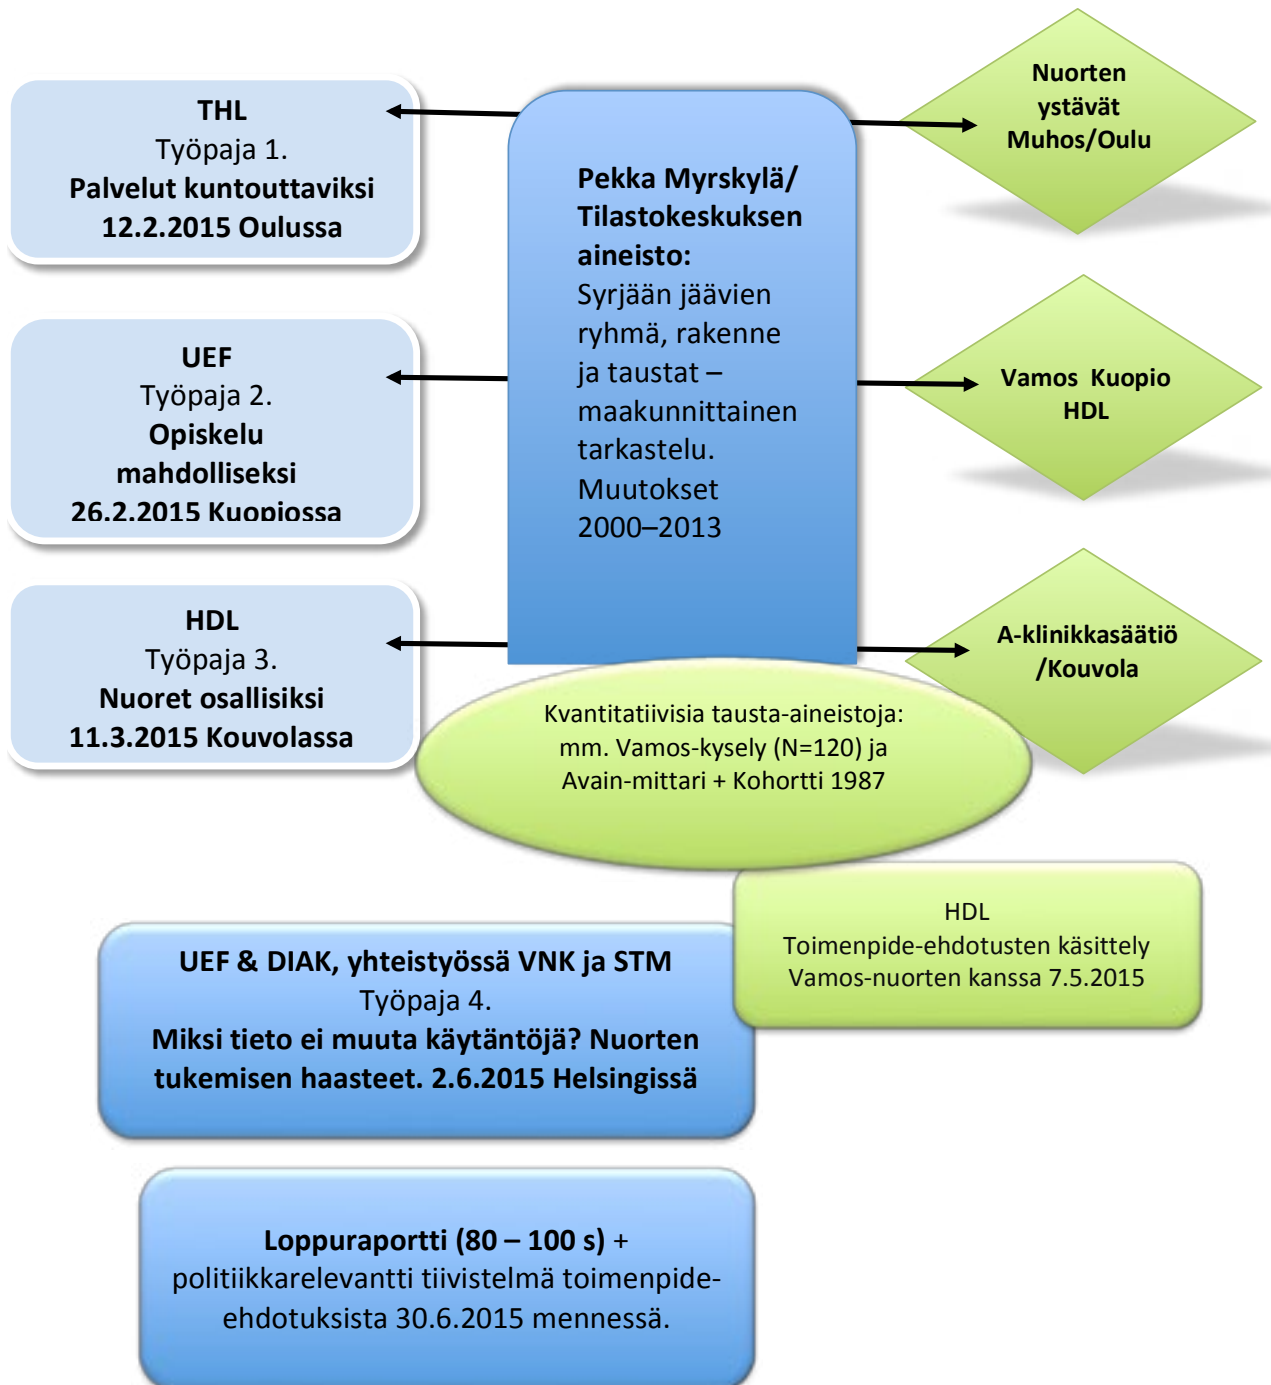 THL
Työpaja 1.
Palvelut kuntouttaviksi
12.2.2015 Oulussa
UEF
Työpaja 2.
Opiskelu
mahdolliseksi
26.2.2015 Kuopiossa
HDL
Työpaja 3.
Nuoret osallisiksi
11.3.2015 Kouvolassa
Pekka Myrskylä/
Tilastokeskuksen
aineisto:
Syrjään jäävien
ryhmä, rakenne
ja taustat –
maakunnittainen
tarkastelu.
Muutokset
2000–2013
Nuorten
ystävät
Muhos/Oulu
Vamos Kuopio
HDL
A-klinikkasäätiö
/Kouvola
Kvantitatiivisia tausta-aineistoja:
mm. Vamos-kysely (N=120) ja
Avain-mittari + Kohortti 1987
HDL
Toimenpide-ehdotusten käsittely
Vamos-nuorten kanssa 7.5.2015
UEF & DIAK, yhteistyössä VNK ja STM
Työpaja 4.
Miksi tieto ei muuta käytäntöjä? Nuorten
tukemisen haasteet. 2.6.2015 Helsingissä
Loppuraportti (80 – 100 s) +
politiikkarelevantti tiivistelmä toimenpide-
ehdotuksista 30.6.2015 mennessä.